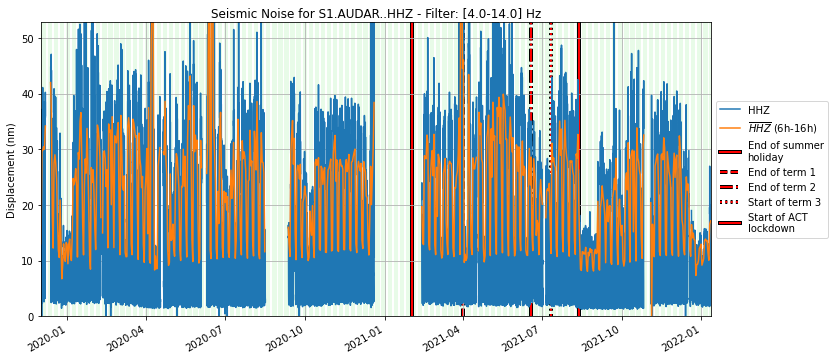 Seismic Noise for S1.AUDAR..HHZ - Filter: [4.0-14.0] Hz
Displacement (nm)
50
40
30
20
10
0
2020-01
2020-04
2020-07
2020-10
2021-01
2021-04
2021-07
2021-10
2022-01
HHZ
HHZ (6h-16h)
End of summer
holiday
End of term 1
End of term 2
Start of term 3
Start of ACT
lockdown